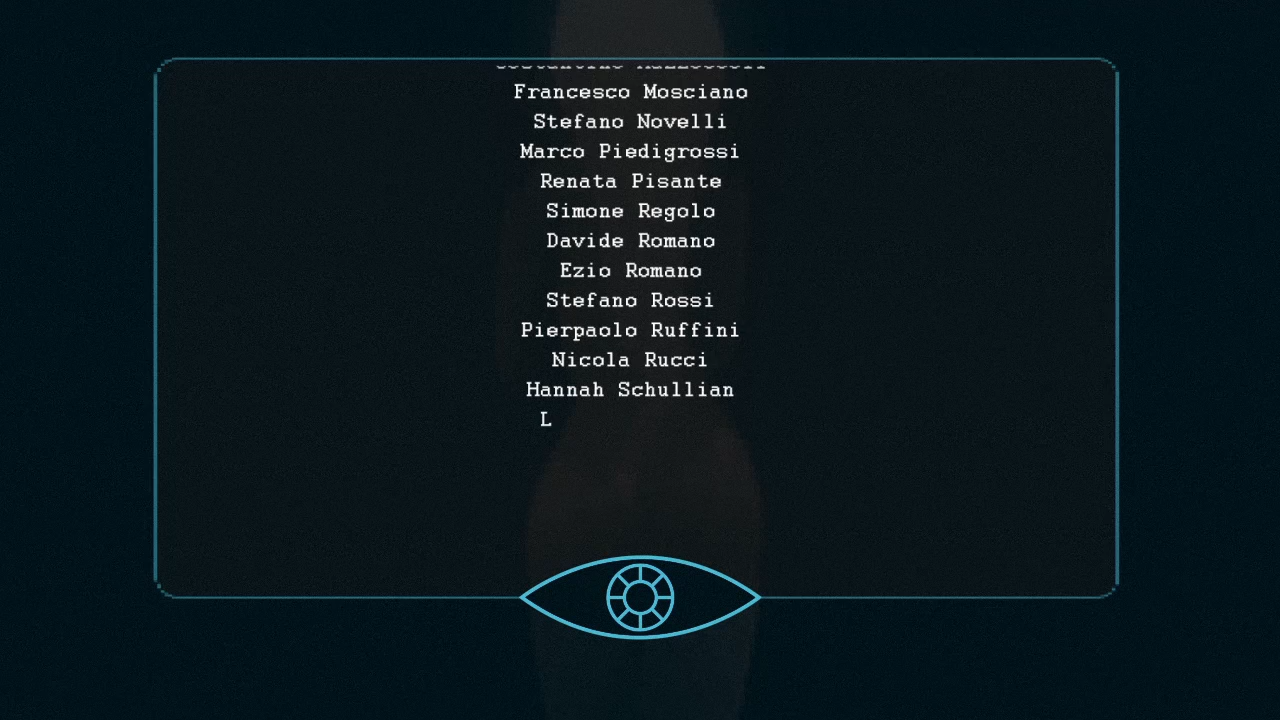 Francesco Mosciano
Stefano Novelli
Marco Piedigrossi
Renata Pisante
Simone Regolo
Davide Romano
Ezio Romano
Stefano Rossi
Pierpaolo Ruffini
Nicola Rucci
Hannah Schullian
L